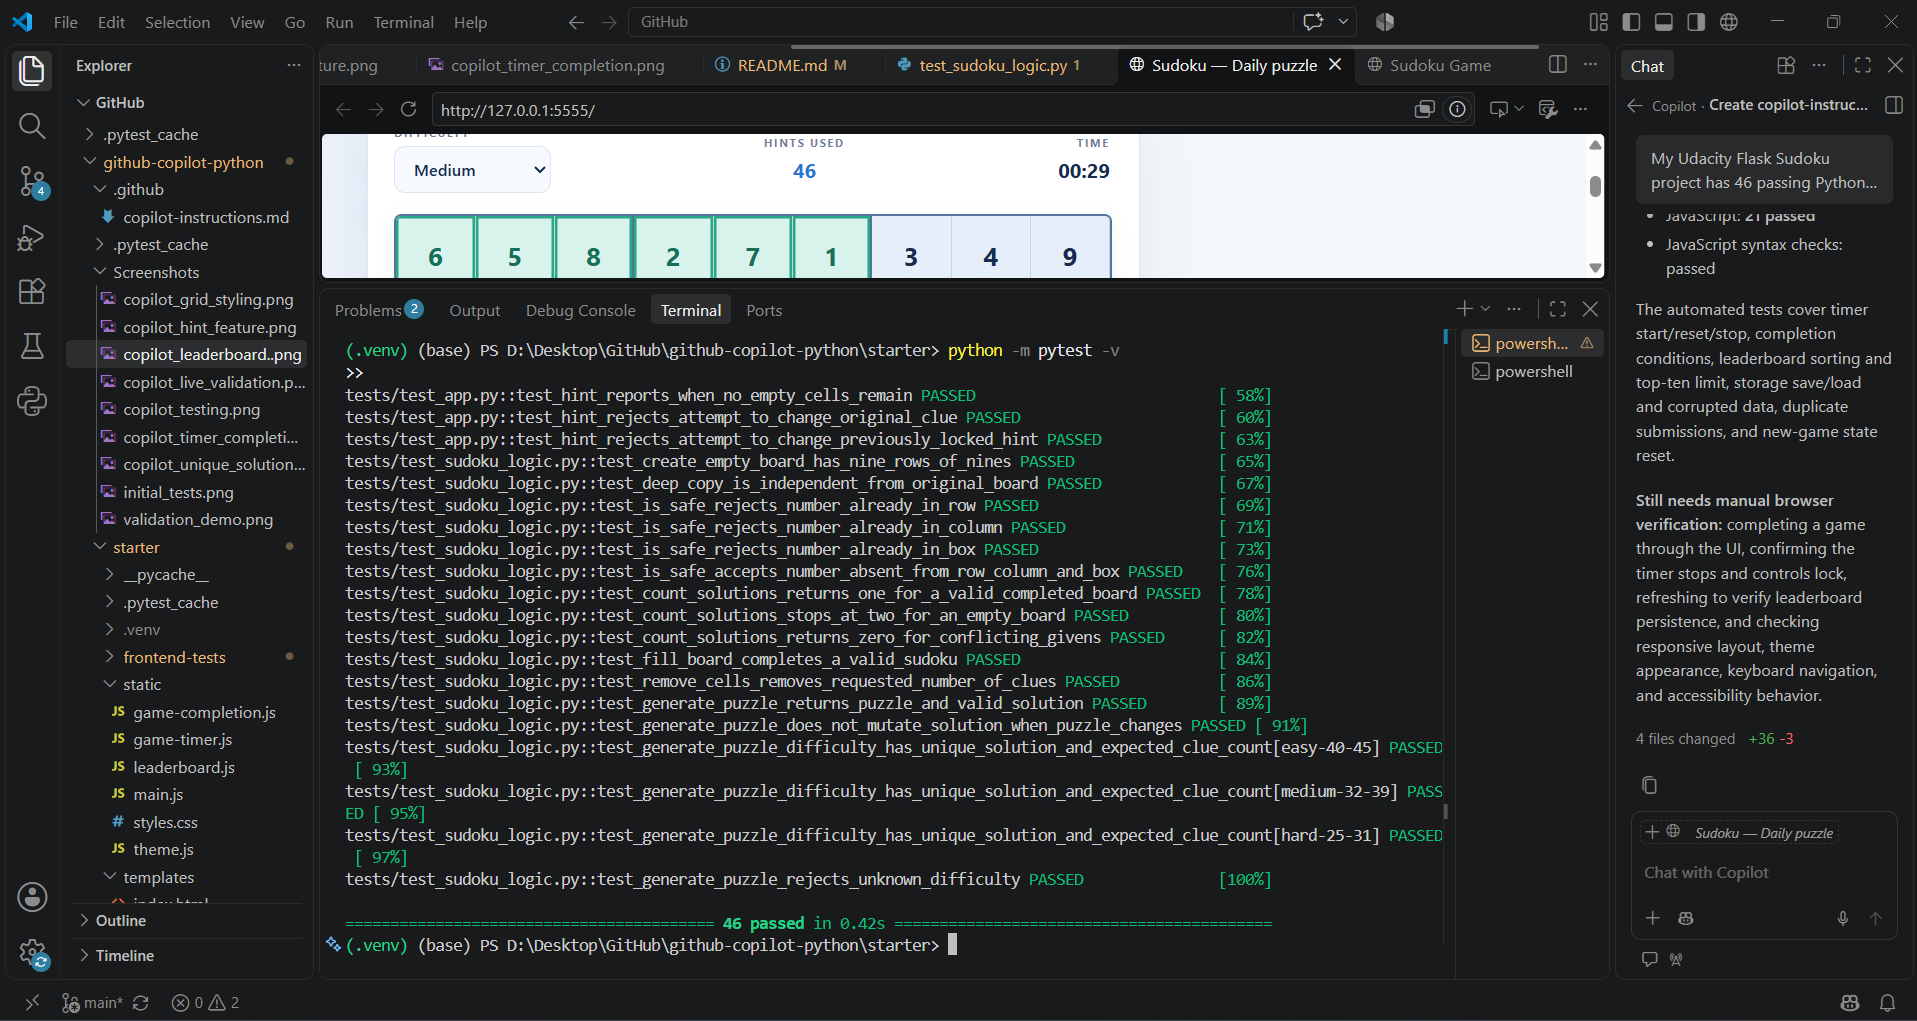 File Edit Selection View Go Run Terminal Help
GitHub
Explorer
GitHub
.pytest_cache
github-copilot-python
.github
copilot-instructions.md
.pytest_cache
Screenshots
copilot_grid_styling.png
copilot_hint_feature.png
copilot_leaderboard..png
copilot_live_validation.p...
copilot_testing.png
copilot_timer_completi...
copilot_unique_solution...
initial_tests.png
validation_demo.png
starter
__pycache__
.pytest_cache
.venv
frontend-tests
static
JS game-completion.js
JS game-timer.js
JS leaderboard.js
JS main.js
# styles.css
JS theme.js
templates
index.html
Outline
Timeline
4
ture.png copilot_timer_completion.png README.md M test_sudoku_logic.py 1 Sudoku — Daily puzzle Sudoku Game
http://127.0.0.1:5555/
DIFFICULTY HINTS USED TIME
Medium 46 00:29
6 5 8 2 7 1 3 4 9
Problems 2 Output Debug Console Terminal Ports
(.venv) (base) PS D:\Desktop\GitHub\github-copilot-python\starter> python -m pytest -v
>>
tests/test_app.py::test_hint_reports_when_no_empty_cells_remain PASSED [ 58%]
tests/test_app.py::test_hint_rejects_attempt_to_change_original_clue PASSED [ 60%]
tests/test_app.py::test_hint_rejects_attempt_to_change_previously_locked_hint PASSED [ 63%]
tests/test_sudoku_logic.py::test_create_empty_board_has_nine_rows_of_nines PASSED [ 65%]
tests/test_sudoku_logic.py::test_deep_copy_is_independent_from_original_board PASSED [ 67%]
tests/test_sudoku_logic.py::test_is_safe_rejects_number_already_in_row PASSED [ 69%]
tests/test_sudoku_logic.py::test_is_safe_rejects_number_already_in_column PASSED [ 71%]
tests/test_sudoku_logic.py::test_is_safe_rejects_number_already_in_box PASSED [ 73%]
tests/test_sudoku_logic.py::test_is_safe_accepts_number_absent_from_row_column_and_box PASSED [ 76%]
tests/test_sudoku_logic.py::test_count_solutions_returns_one_for_a_valid_completed_board PASSED [ 78%]
tests/test_sudoku_logic.py::test_count_solutions_stops_at_two_for_an_empty_board PASSED [ 80%]
tests/test_sudoku_logic.py::test_count_solutions_returns_zero_for_conflicting_givens PASSED [ 82%]
tests/test_sudoku_logic.py::test_fill_board_completes_a_valid_sudoku PASSED [ 84%]
tests/test_sudoku_logic.py::test_remove_cells_removes_requested_number_of_clues PASSED [ 86%]
tests/test_sudoku_logic.py::test_generate_puzzle_returns_puzzle_and_valid_solution PASSED [ 89%]
tests/test_sudoku_logic.py::test_generate_puzzle_does_not_mutate_solution_when_puzzle_changes PASSED [ 91%]
tests/test_sudoku_logic.py::test_generate_puzzle_difficulty_has_unique_solution_and_expected_clue_count[easy-40-45] PASSED
[ 93%]
tests/test_sudoku_logic.py::test_generate_puzzle_difficulty_has_unique_solution_and_expected_clue_count[medium-32-39] PASS
ED [ 95%]
tests/test_sudoku_logic.py::test_generate_puzzle_difficulty_has_unique_solution_and_expected_clue_count[hard-25-31] PASSED
[ 97%]
tests/test_sudoku_logic.py::test_generate_puzzle_rejects_unknown_difficulty PASSED [100%]
========================================= 46 passed in 0.42s ==========================================
(.venv) (base) PS D:\Desktop\GitHub\github-copilot-python\starter>
powersh...
powershell
Chat
Copilot · Create copilot-instruc...
My Udacity Flask Sudoku
project has 46 passing Python...
• JavaScript: 21 passed
• JavaScript syntax checks:
passed
The automated tests cover timer
start/reset/stop, completion
conditions, leaderboard sorting and
top-ten limit, storage save/load
and corrupted data, duplicate
submissions, and new-game state
reset.
Still needs manual browser
verification: completing a game
through the UI, confirming the
timer stops and controls lock,
refreshing to verify leaderboard
persistence, and checking
responsive layout, theme
appearance, keyboard navigation,
and accessibility behavior.
4 files changed +36 -3
Sudoku — Daily puzzle
Chat with Copilot
main* 0 2